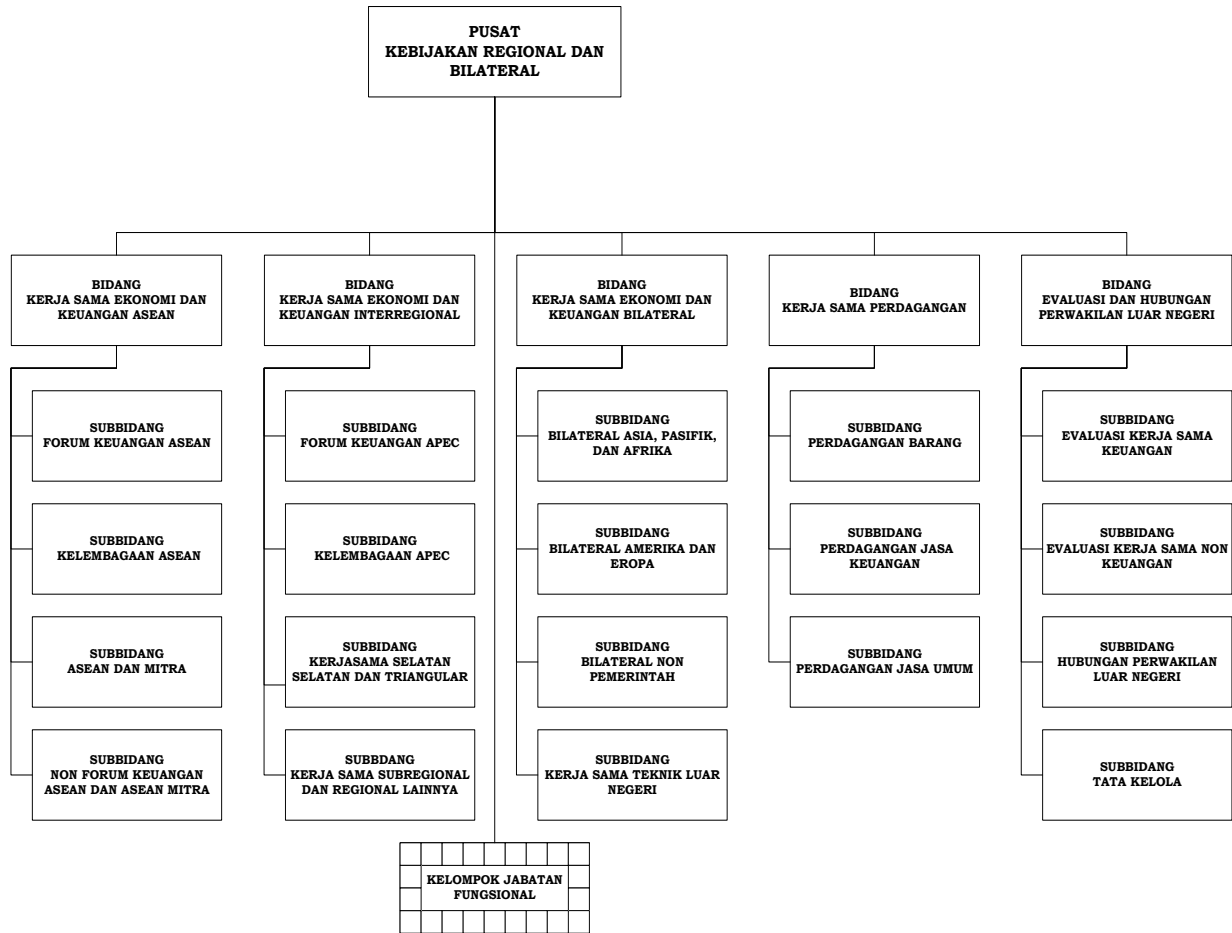 PUSAT
KEBIJAKAN REGIONAL DAN
BILATERAL
BIDANG
KERJA SAMA EKONOMI DAN
KEUANGAN ASEAN
BIDANG
KERJA SAMA EKONOMI DAN
KEUANGAN INTERREGIONAL
BIDANG
KERJA SAMA EKONOMI DAN
KEUANGAN BILATERAL
BIDANG
KERJA SAMA PERDAGANGAN
BIDANG
EVALUASI DAN HUBUNGAN
PERWAKILAN LUAR NEGERI
SUBBIDANG
FORUM KEUANGAN ASEAN
SUBBIDANG
FORUM KEUANGAN APEC
SUBBIDANG
BILATERAL ASIA, PASIFIK,
DAN AFRIKA
SUBBIDANG
PERDAGANGAN BARANG
SUBBIDANG
EVALUASI KERJA SAMA
KEUANGAN
SUBBIDANG
KELEMBAGAAN ASEAN
SUBBIDANG
KELEMBAGAAN APEC
SUBBIDANG
BILATERAL AMERIKA DAN
EROPA
SUBBIDANG
PERDAGANGAN JASA
KEUANGAN
SUBBIDANG
EVALUASI KERJA SAMA NON
KEUANGAN
SUBBIDANG
ASEAN DAN MITRA
SUBBIDANG
KERJASAMA SELATAN
SELATAN DAN TRIANGULAR
SUBBIDANG
BILATERAL NON
PEMERINTAH
SUBBIDANG
PERDAGANGAN JASA UMUM
SUBBIDANG
HUBUNGAN PERWAKILAN
LUAR NEGERI
SUBBIDANG
NON FORUM KEUANGAN
ASEAN DAN ASEAN MITRA
SUBBDANG
KERJA SAMA SUBREGIONAL
DAN REGIONAL LAINNYA
SUBBIDANG
KERJA SAMA TEKNIK LUAR
NEGERI
SUBBIDANG
TATA KELOLA
KELOMPOK JABATAN
FUNGSIONAL